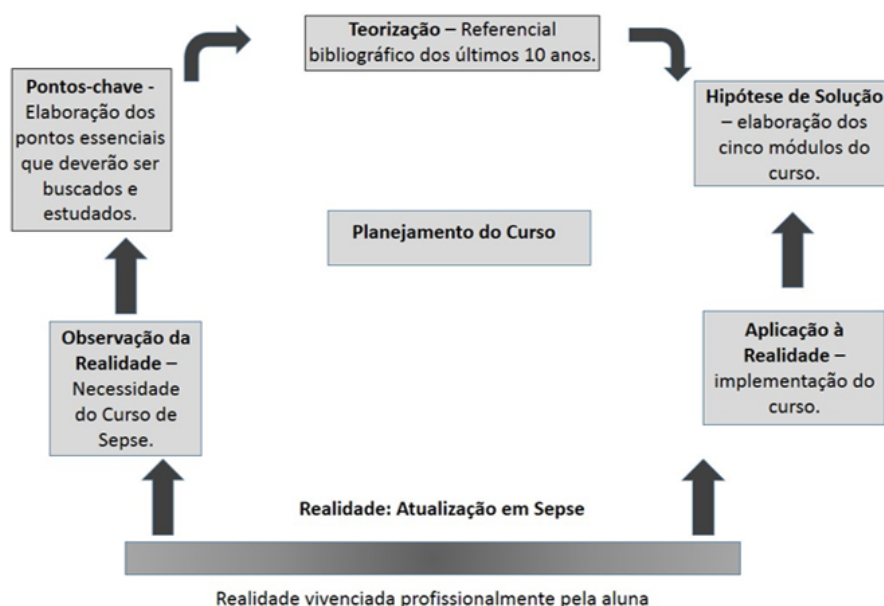 Teorização – Referencial
bibliográfico dos últimos 10 anos.
Pontos-chave -
Elaboração dos
pontos essenciais
que deverão ser
buscados e
estudados.
Hipótese de Solução
– elaboração dos
cinco módulos do
curso.
Planejamento do Curso
Observação da
Realidade –
Necessidade
do Curso de
Sepse.
Aplicação à
Realidade –
implementação do
curso.
Realidade: Atualização em Sepse
Realidade vivenciada profissionalmente pela aluna